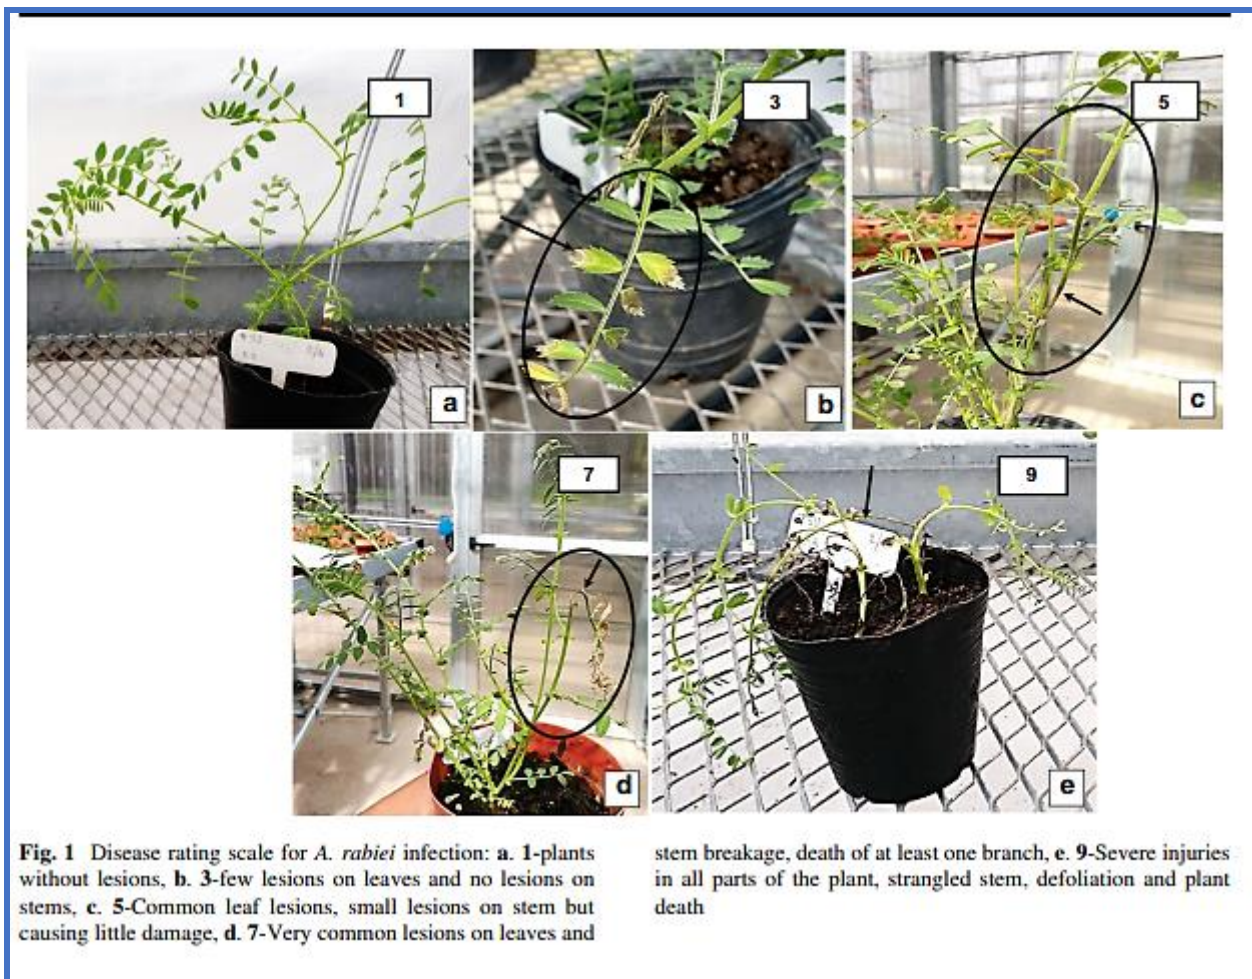 1
a
3
b
5
c
7
d
9
e
Fig. 1 Disease rating scale for A. rabiei infection: a. 1-plants
without lesions, b. 3-few lesions on leaves and no lesions on
stems, c. 5-Common leaf lesions, small lesions on stem but
causing little damage, d. 7-Very common lesions on leaves and
stem breakage, death of at least one branch, e. 9-Severe injuries
in all parts of the plant, strangled stem, defoliation and plant
death